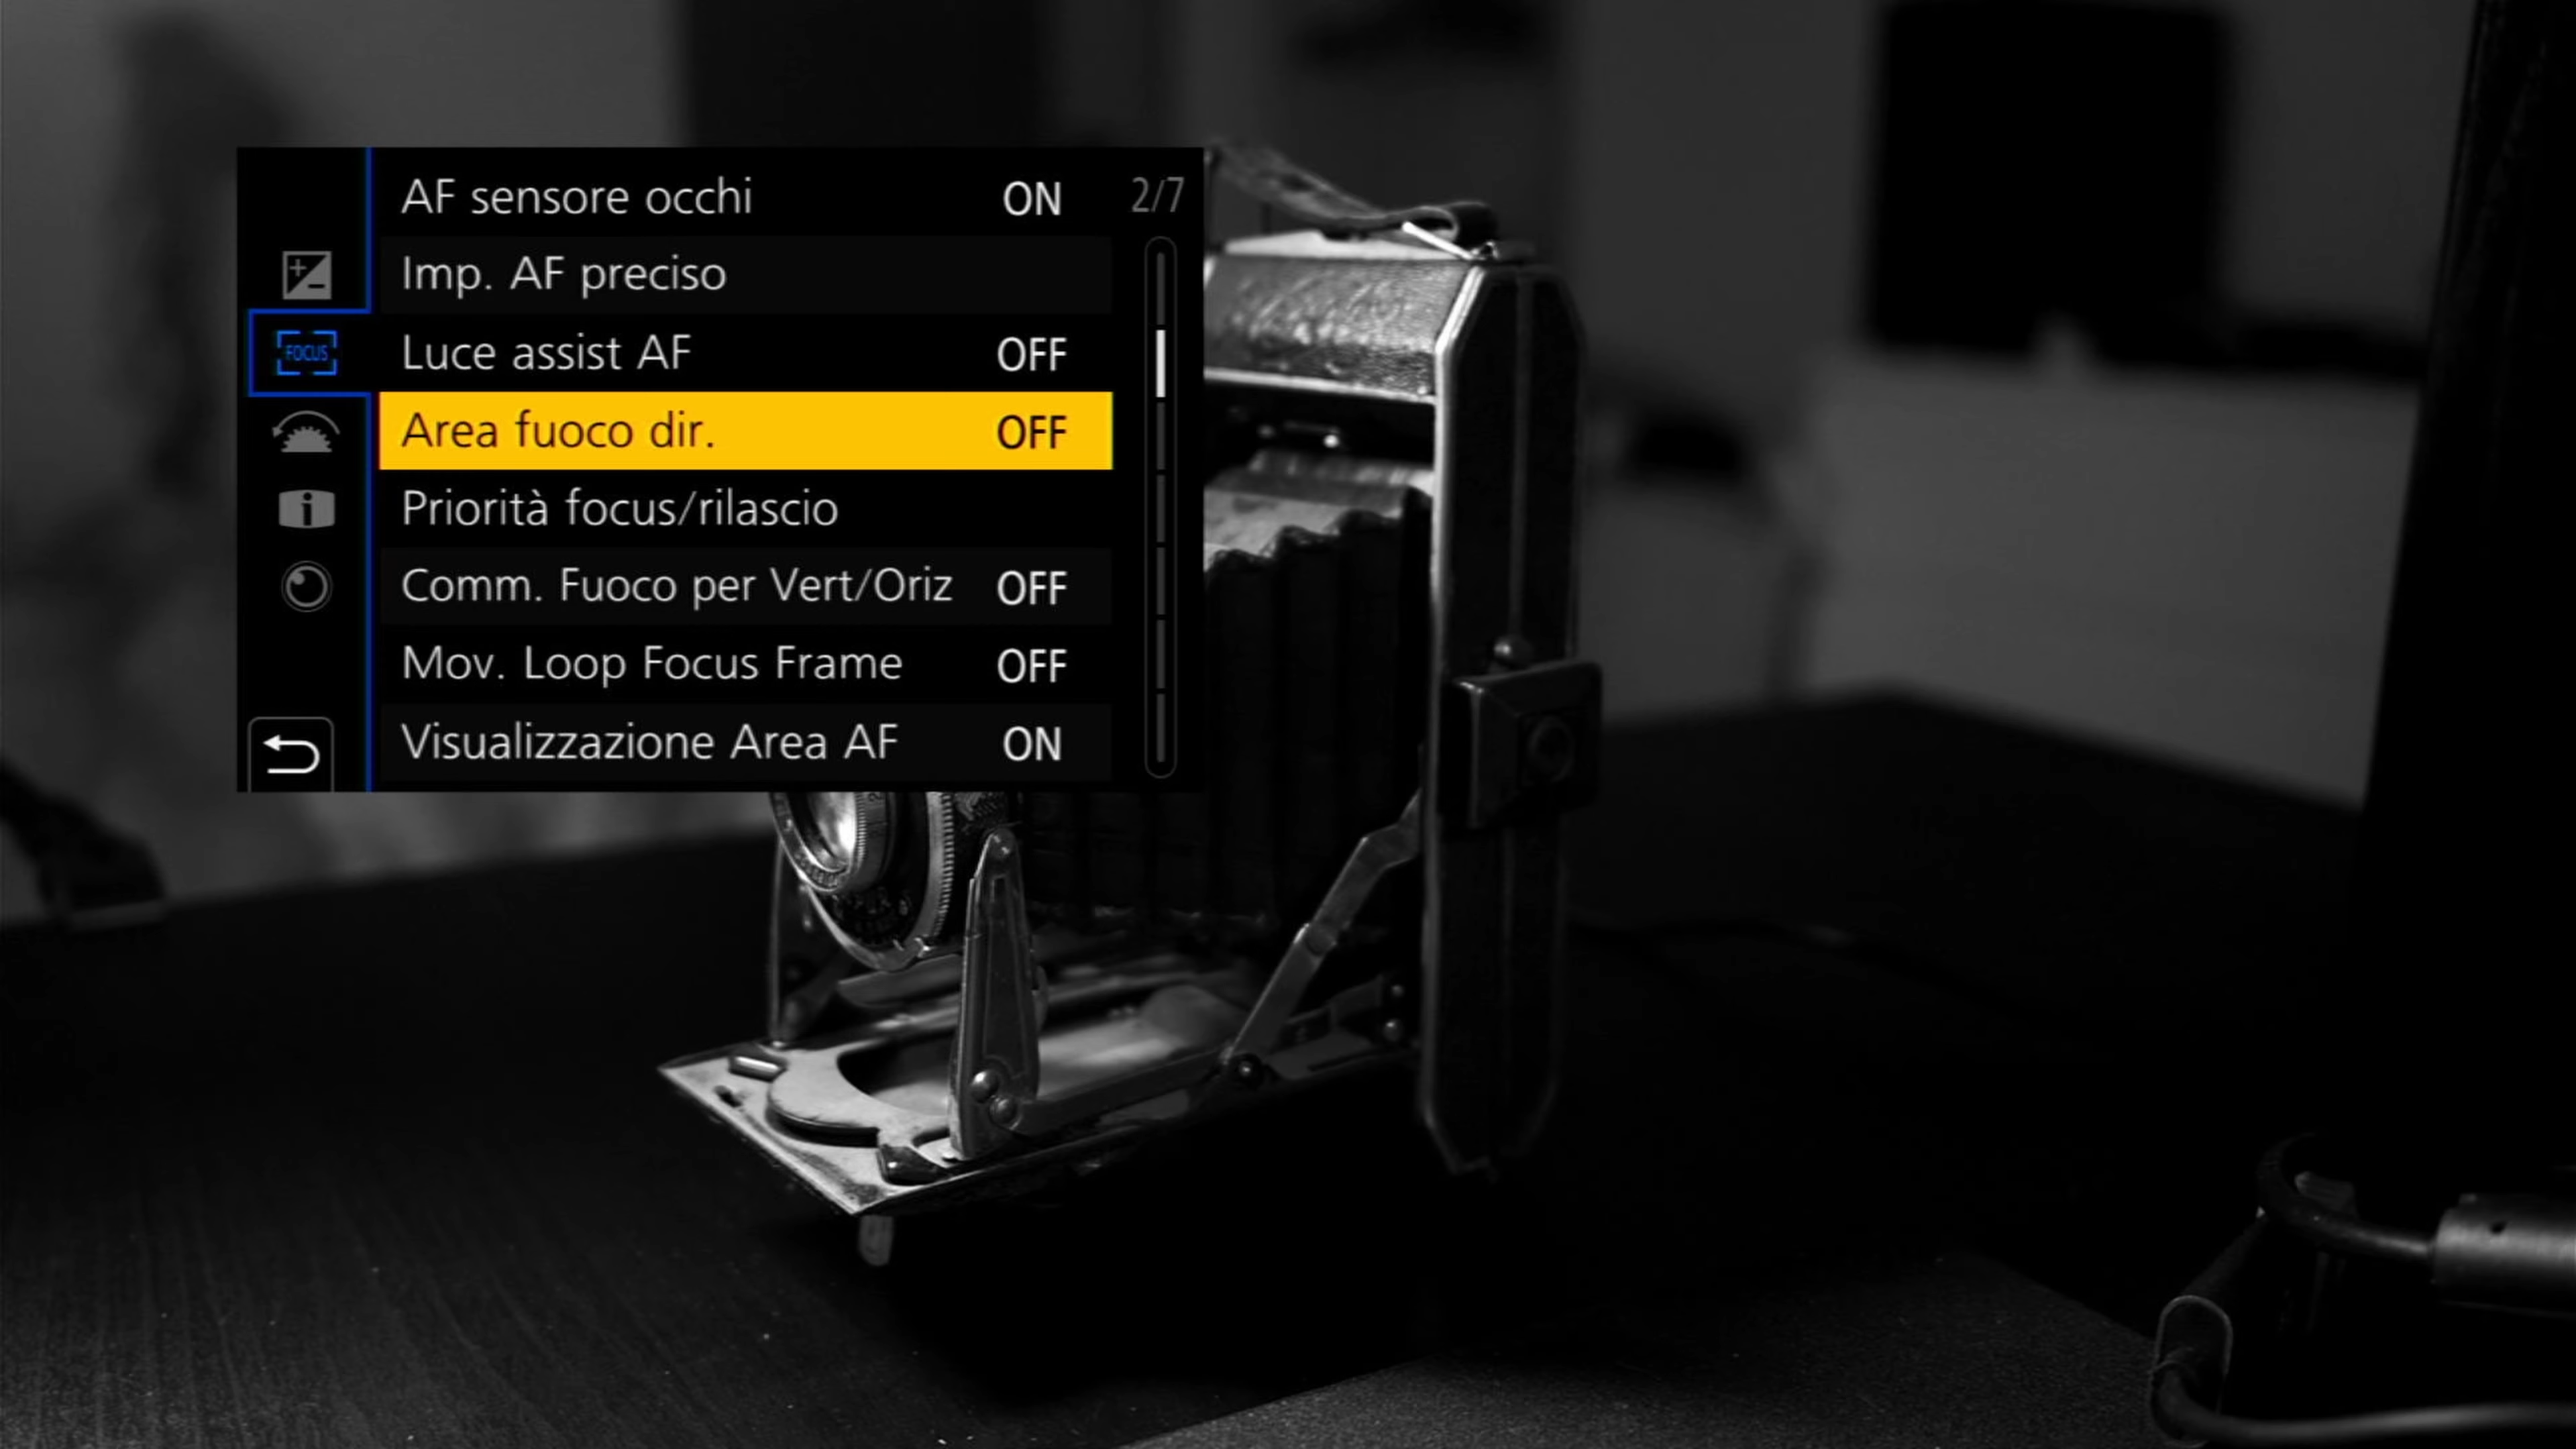 AF sensore occhi ON 2/7
Imp. AF preciso
FOCUS Luce assist AF OFF
Area fuoco dir. OFF
Priorità focus/rilascio
Comm. Fuoco per Vert/Oriz OFF
Mov. Loop Focus Frame OFF
Visualizzazione Area AF ON